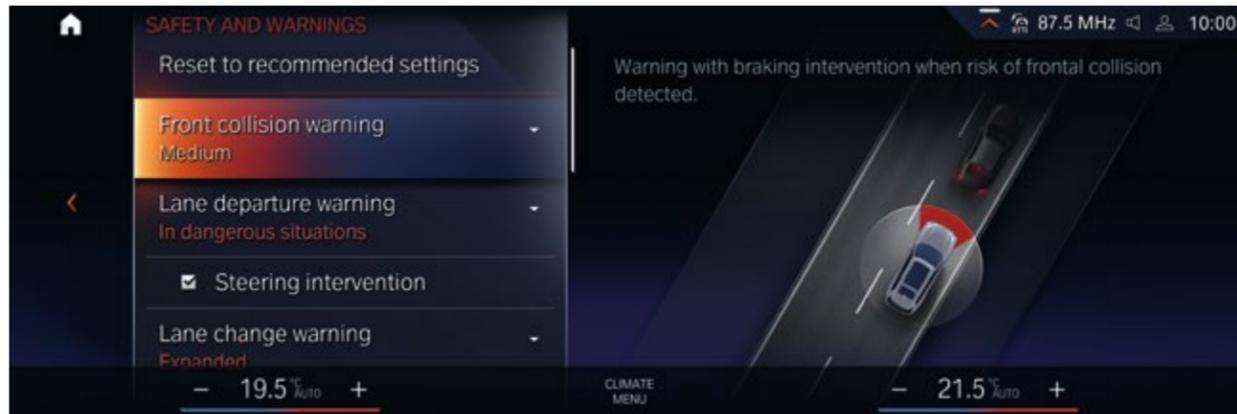 SAFETY AND WARNINGS
87.5 MHz
10:00
Reset to recommended settings
Front collision warning
Medium
Lane departure warning
In dangerous situations
Steering intervention
Lane change warning
Expanded
Warning with braking intervention when risk of frontal collision
detected.
− 19.5 °C AUTO +
CLIMATE
MENU
− 21.5 °C AUTO +